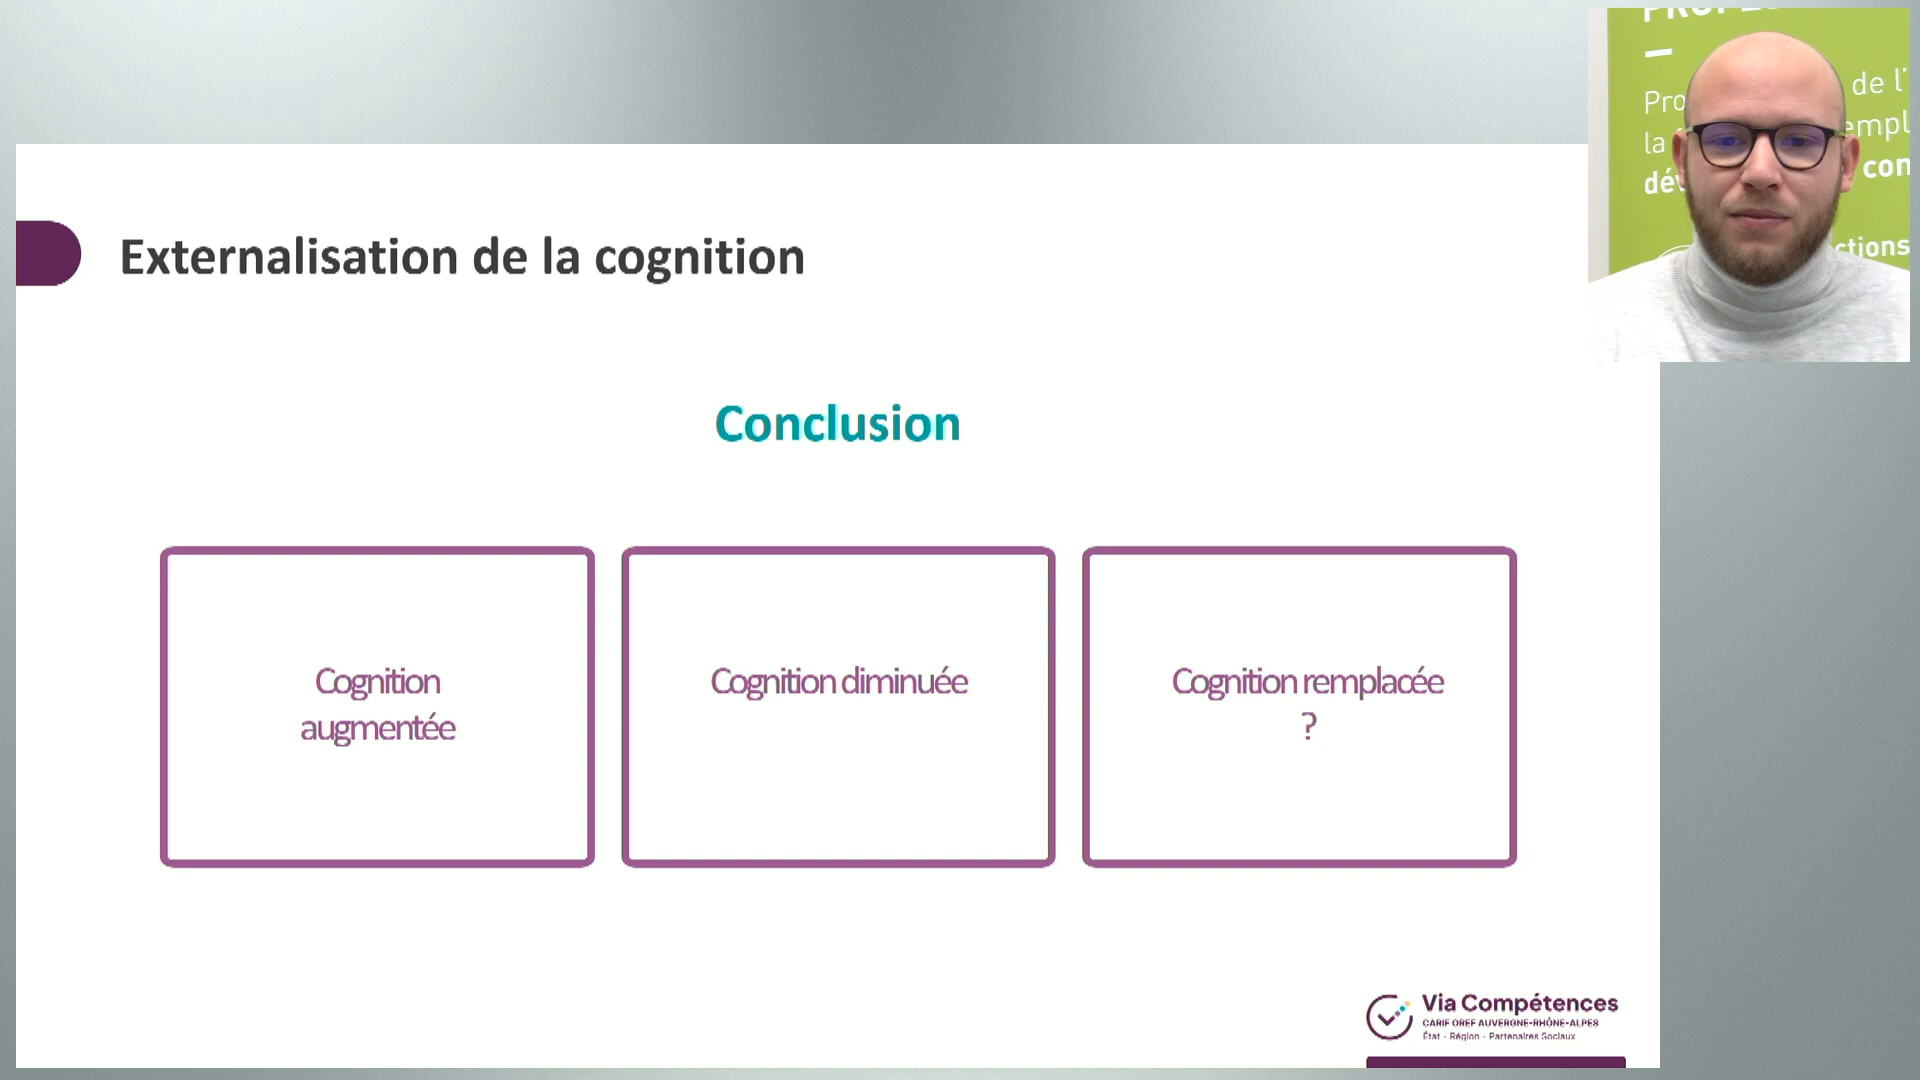 Externalisation de la cognition
Conclusion
Cognition
augmentée
Cognition diminuée
Cognition remplacée
?
Via Compétences
CARIF OREF AUVERGNE-RHÔNE-ALPES
État - Région - Partenaires Sociaux
Pro
de l'
la
empl
con
ctions